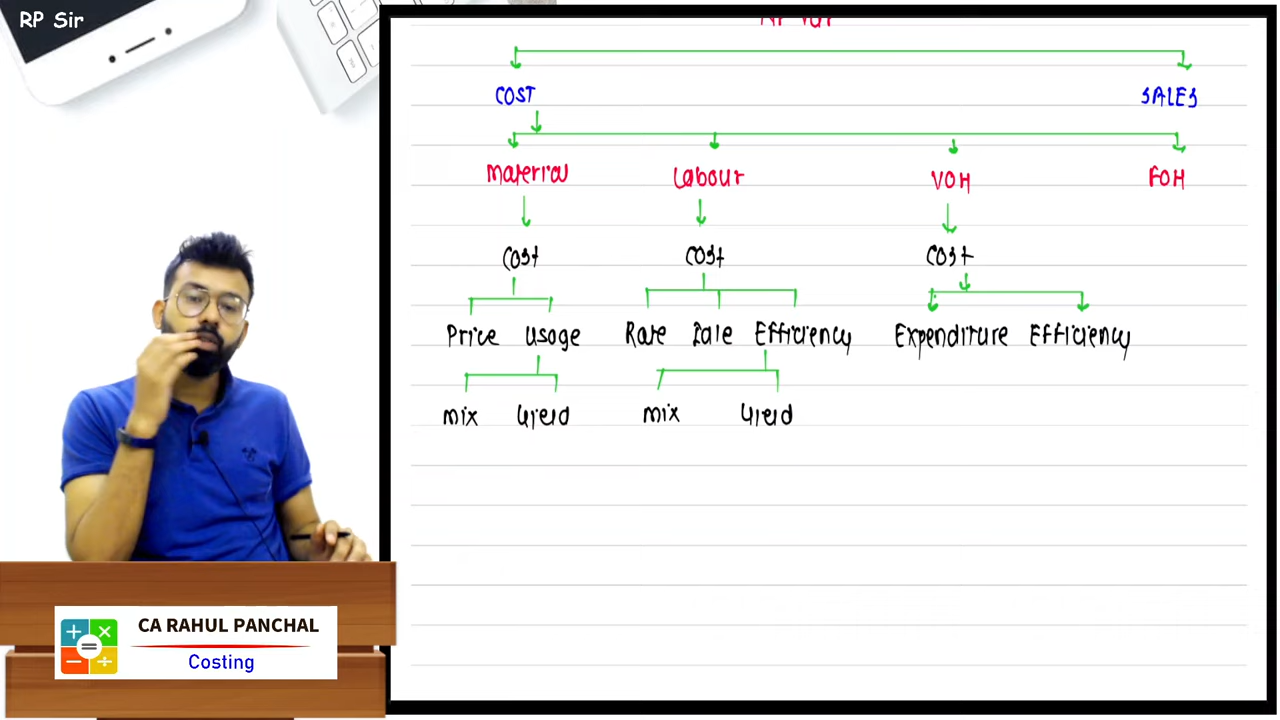 RP Sir
COST SALES
Material Labour VOH FOH
Cost Cost Cost
Price Usage Rate Idle Efficiency Expenditure Efficiency
Mix Yield Mix Yield
CA RAHUL PANCHAL
Costing